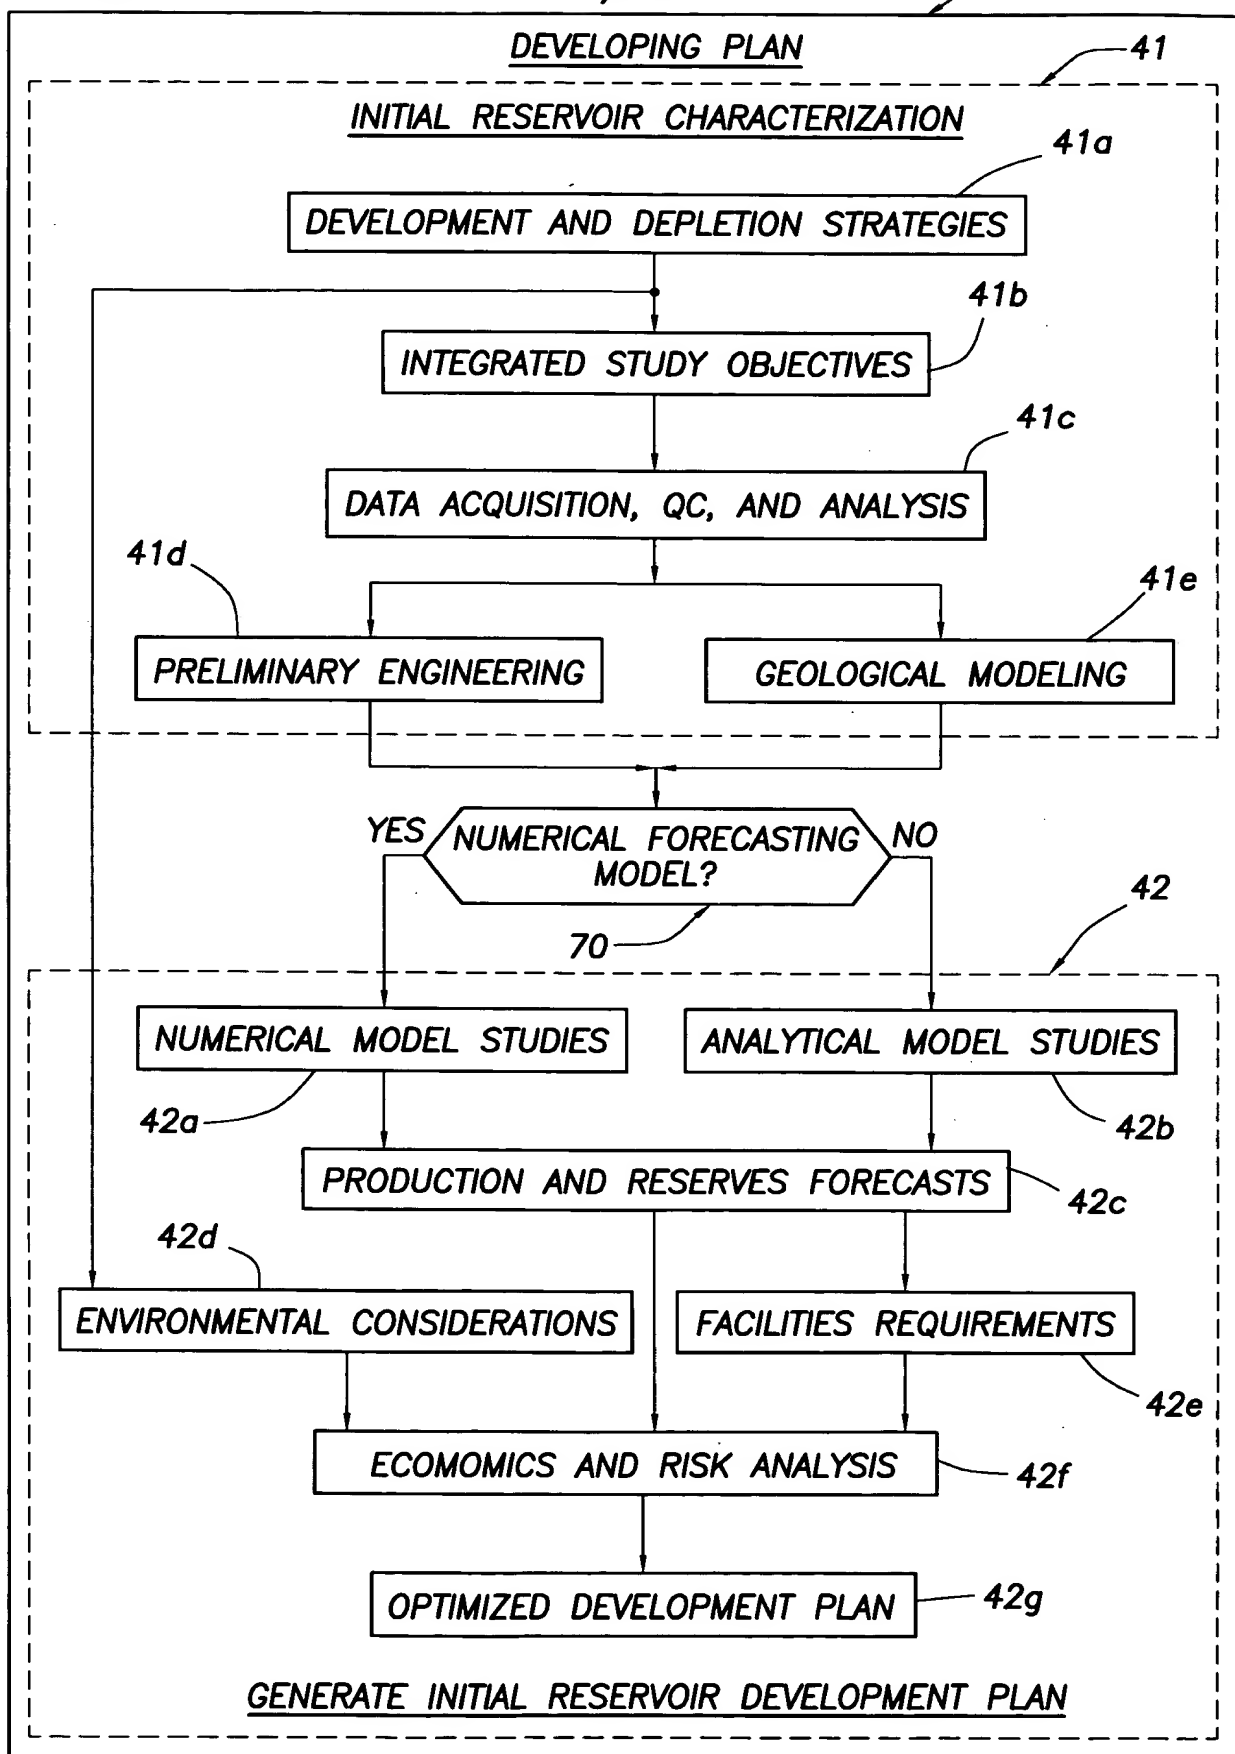 DEVELOPING PLAN
41
INITIAL RESERVOIR CHARACTERIZATION
41a
DEVELOPMENT AND DEPLETION STRATEGIES
41b
INTEGRATED STUDY OBJECTIVES
41c
DATA ACQUISITION, QC, AND ANALYSIS
41d
41e
PRELIMINARY ENGINEERING
GEOLOGICAL MODELING
YES
NUMERICAL FORECASTING
MODEL?
NO
70
42
NUMERICAL MODEL STUDIES
ANALYTICAL MODEL STUDIES
42a
42b
PRODUCTION AND RESERVES FORECASTS
42c
42d
ENVIRONMENTAL CONSIDERATIONS
FACILITIES REQUIREMENTS
42e
ECOMOMICS AND RISK ANALYSIS
42f
OPTIMIZED DEVELOPMENT PLAN
42g
GENERATE INITIAL RESERVOIR DEVELOPMENT PLAN